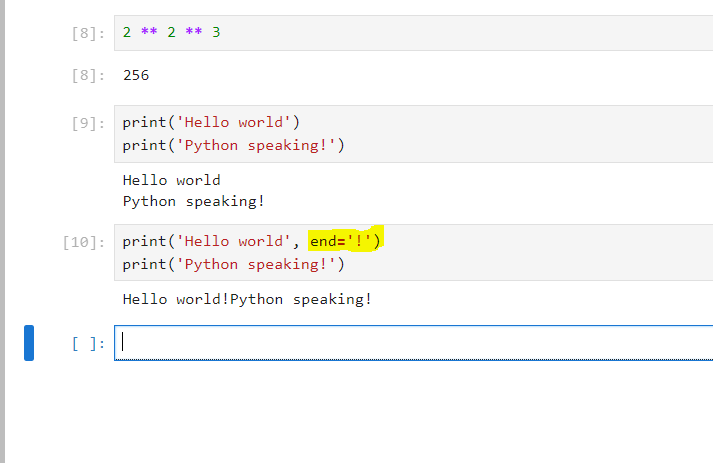 [8]: 2 ** 2 ** 3
[8]: 256
[9]: print('Hello world')
print('Python speaking!')
Hello world
Python speaking!
[10]: print('Hello world', end='!')
print('Python speaking!')
Hello world!Python speaking!
[ ]: